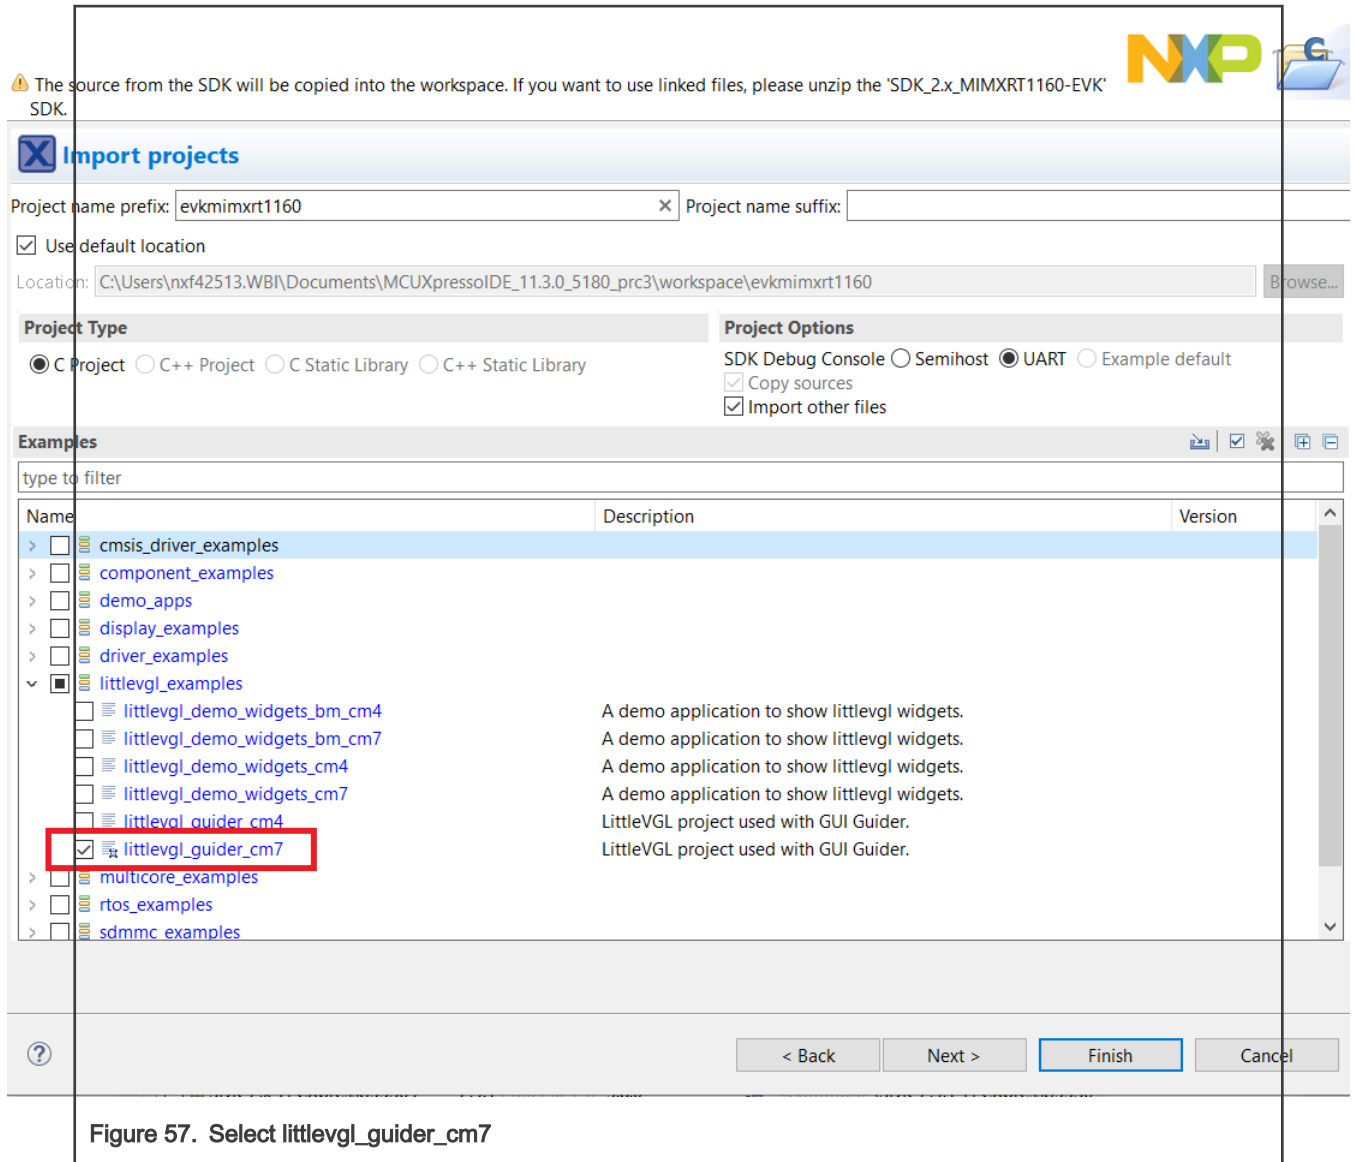 NXP
C
The source from the SDK will be copied into the workspace. If you want to use linked files, please unzip the 'SDK_2.x_MIMXRT1160-EVK'
SDK.
X Import projects
Project name prefix: evkmimxrt1160 Project name suffix:
Use default location
Location: C:\Users\nxf42513.WBI\Documents\MCUXpressoIDE_11.3.0_5180_prc3\workspace\evkmimxrt1160 Browse...
Project Type Project Options
C Project C++ Project C Static Library C++ Static Library SDK Debug Console Semihost UART Example default
Copy sources
Import other files
Examples
type to filter
Name Description Version
cmsis_driver_examples
component_examples
demo_apps
display_examples
driver_examples
littlevgl_examples
littlevgl_demo_widgets_bm_cm4 A demo application to show littlevgl widgets.
littlevgl_demo_widgets_bm_cm7 A demo application to show littlevgl widgets.
littlevgl_demo_widgets_cm4 A demo application to show littlevgl widgets.
littlevgl_demo_widgets_cm7 A demo application to show littlevgl widgets.
littlevgl_guider_cm4 LittleVGL project used with GUI Guider.
littlevgl_guider_cm7 LittleVGL project used with GUI Guider.
multicore_examples
rtos_examples
sdmmc_examples
? < Back Next > Finish Cancel
Figure 57. Select littlevgl_guider_cm7